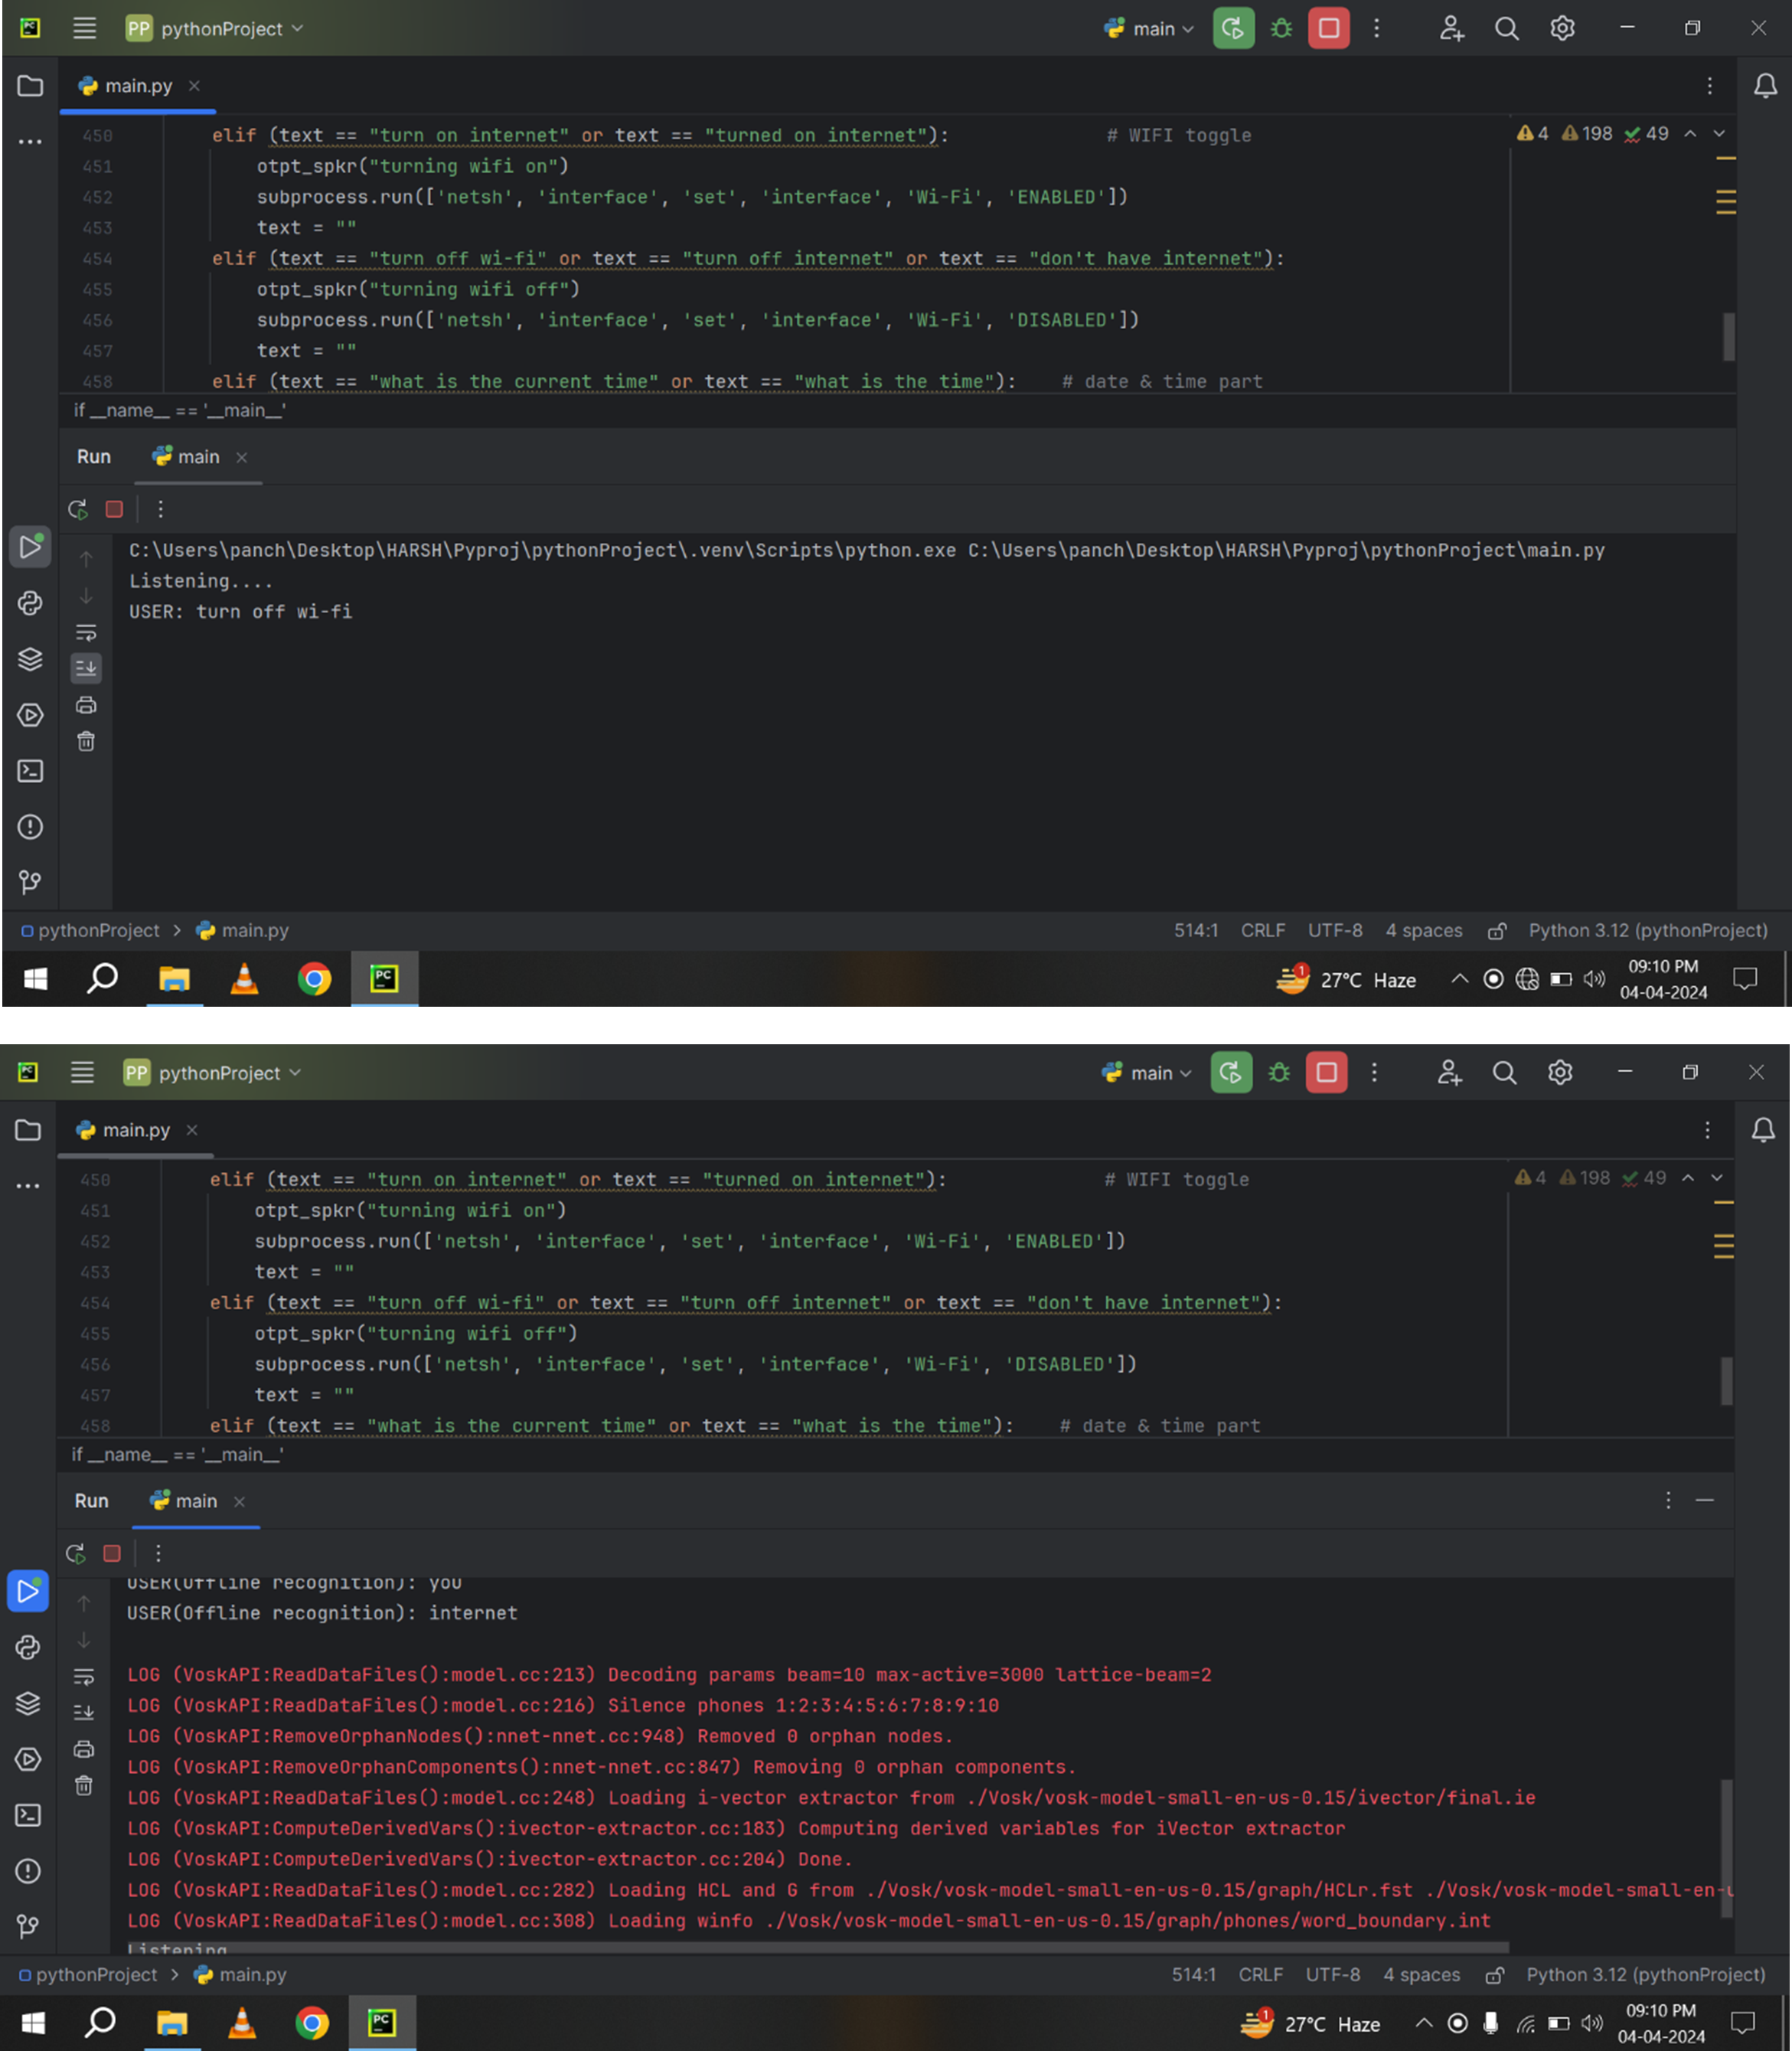 PC PP pythonProject main
main.py
450 elif (text == "turn on internet" or text == "turned on internet"): # WIFI toggle 4 198 49
451 otpt_spkr("turning wifi on")
452 subprocess.run(['netsh', 'interface', 'set', 'interface', 'Wi-Fi', 'ENABLED'])
453 text = ""
454 elif (text == "turn off wi-fi" or text == "turn off internet" or text == "don't have internet"):
455 otpt_spkr("turning wifi off")
456 subprocess.run(['netsh', 'interface', 'set', 'interface', 'Wi-Fi', 'DISABLED'])
457 text = ""
458 elif (text == "what is the current time" or text == "what is the time"): # date & time part
if __name__ == '__main__'
Run main
C:\Users\panch\Desktop\HARSH\Pyproj\pythonProject\.venv\Scripts\python.exe C:\Users\panch\Desktop\HARSH\Pyproj\pythonProject\main.py
Listening....
USER: turn off wi-fi
pythonProject > main.py 514:1 CRLF UTF-8 4 spaces Python 3.12 (pythonProject)
PC 1 27°C Haze 09:10 PM
04-04-2024
PC PP pythonProject main
main.py
450 elif (text == "turn on internet" or text == "turned on internet"): # WIFI toggle 4 198 49
451 otpt_spkr("turning wifi on")
452 subprocess.run(['netsh', 'interface', 'set', 'interface', 'Wi-Fi', 'ENABLED'])
453 text = ""
454 elif (text == "turn off wi-fi" or text == "turn off internet" or text == "don't have internet"):
455 otpt_spkr("turning wifi off")
456 subprocess.run(['netsh', 'interface', 'set', 'interface', 'Wi-Fi', 'DISABLED'])
457 text = ""
458 elif (text == "what is the current time" or text == "what is the time"): # date & time part
if __name__ == '__main__'
Run main
USER(Offline recognition): you
USER(Offline recognition): internet
LOG (VoskAPI:ReadDataFiles():model.cc:213) Decoding params beam=10 max-active=3000 lattice-beam=2
LOG (VoskAPI:ReadDataFiles():model.cc:216) Silence phones 1:2:3:4:5:6:7:8:9:10
LOG (VoskAPI:RemoveOrphanNodes():nnet-nnet.cc:948) Removed 0 orphan nodes.
LOG (VoskAPI:RemoveOrphanComponents():nnet-nnet.cc:847) Removing 0 orphan components.
LOG (VoskAPI:ReadDataFiles():model.cc:248) Loading i-vector extractor from ./Vosk/vosk-model-small-en-us-0.15/ivector/final.ie
LOG (VoskAPI:ComputeDerivedVars():ivector-extractor.cc:183) Computing derived variables for iVector extractor
LOG (VoskAPI:ComputeDerivedVars():ivector-extractor.cc:204) Done.
LOG (VoskAPI:ReadDataFiles():model.cc:282) Loading HCL and G from ./Vosk/vosk-model-small-en-us-0.15/graph/HCLr.fst ./Vosk/vosk-model-small-en-u
LOG (VoskAPI:ReadDataFiles():model.cc:308) Loading winfo ./Vosk/vosk-model-small-en-us-0.15/graph/phones/word_boundary.int
Listening
pythonProject > main.py 514:1 CRLF UTF-8 4 spaces Python 3.12 (pythonProject)
PC 1 27°C Haze 09:10 PM
04-04-2024